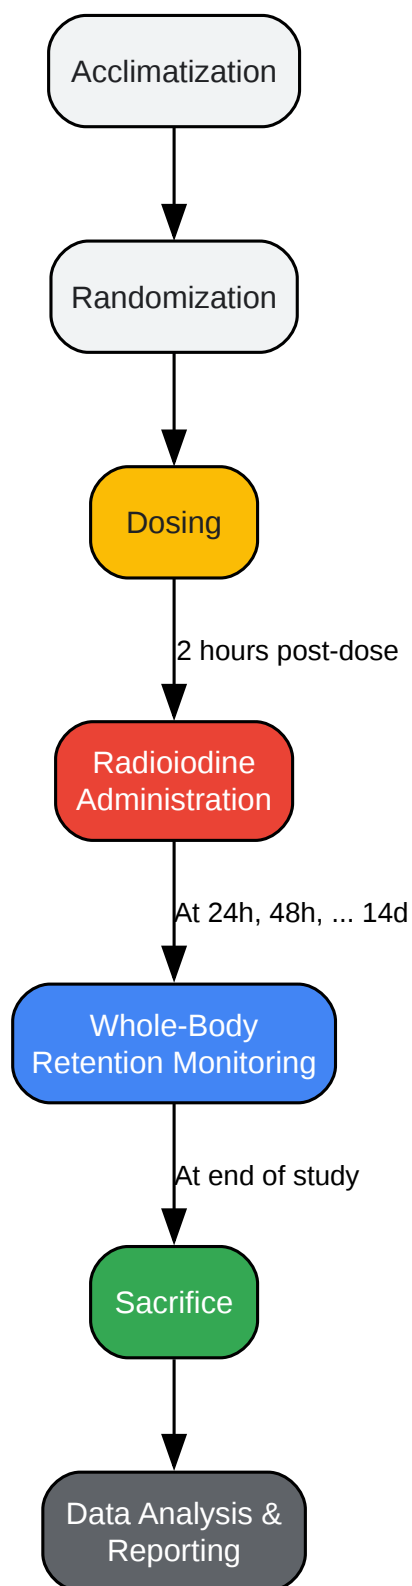 Acclimatization
Randomization
Dosing
2 hours post-dose
Radioiodine
Administration
At 24h, 48h, ... 14d
Whole-Body
Retention Monitoring
At end of study
Sacrifice
Data Analysis &
Reporting